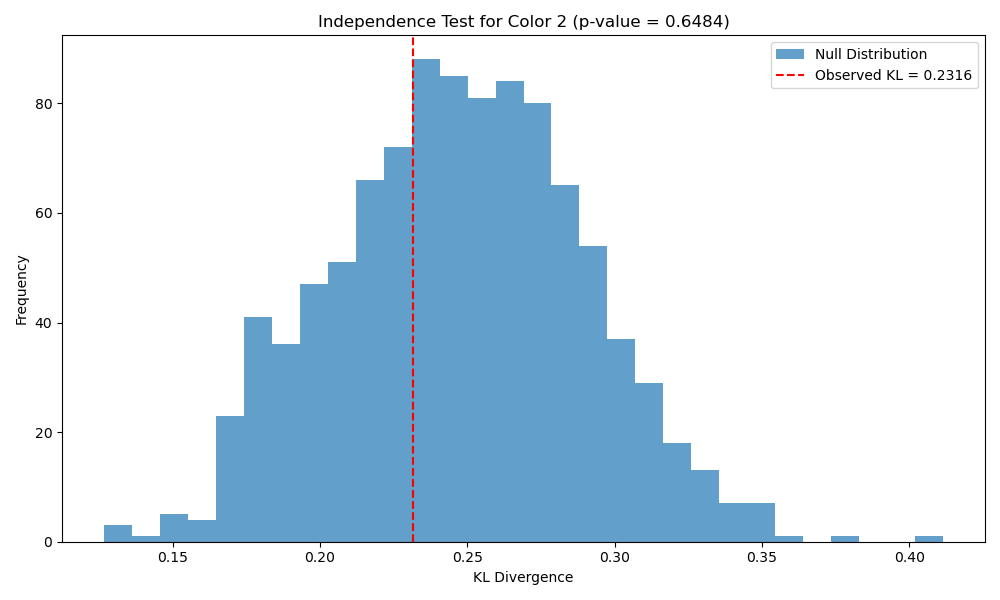 Independence Test for Color 2 (p-value = 0.6484)
Null Distribution
Observed KL = 0.2316
Frequency
80
60
40
20
0
0.15 0.20 0.25 0.30 0.35 0.40
KL Divergence